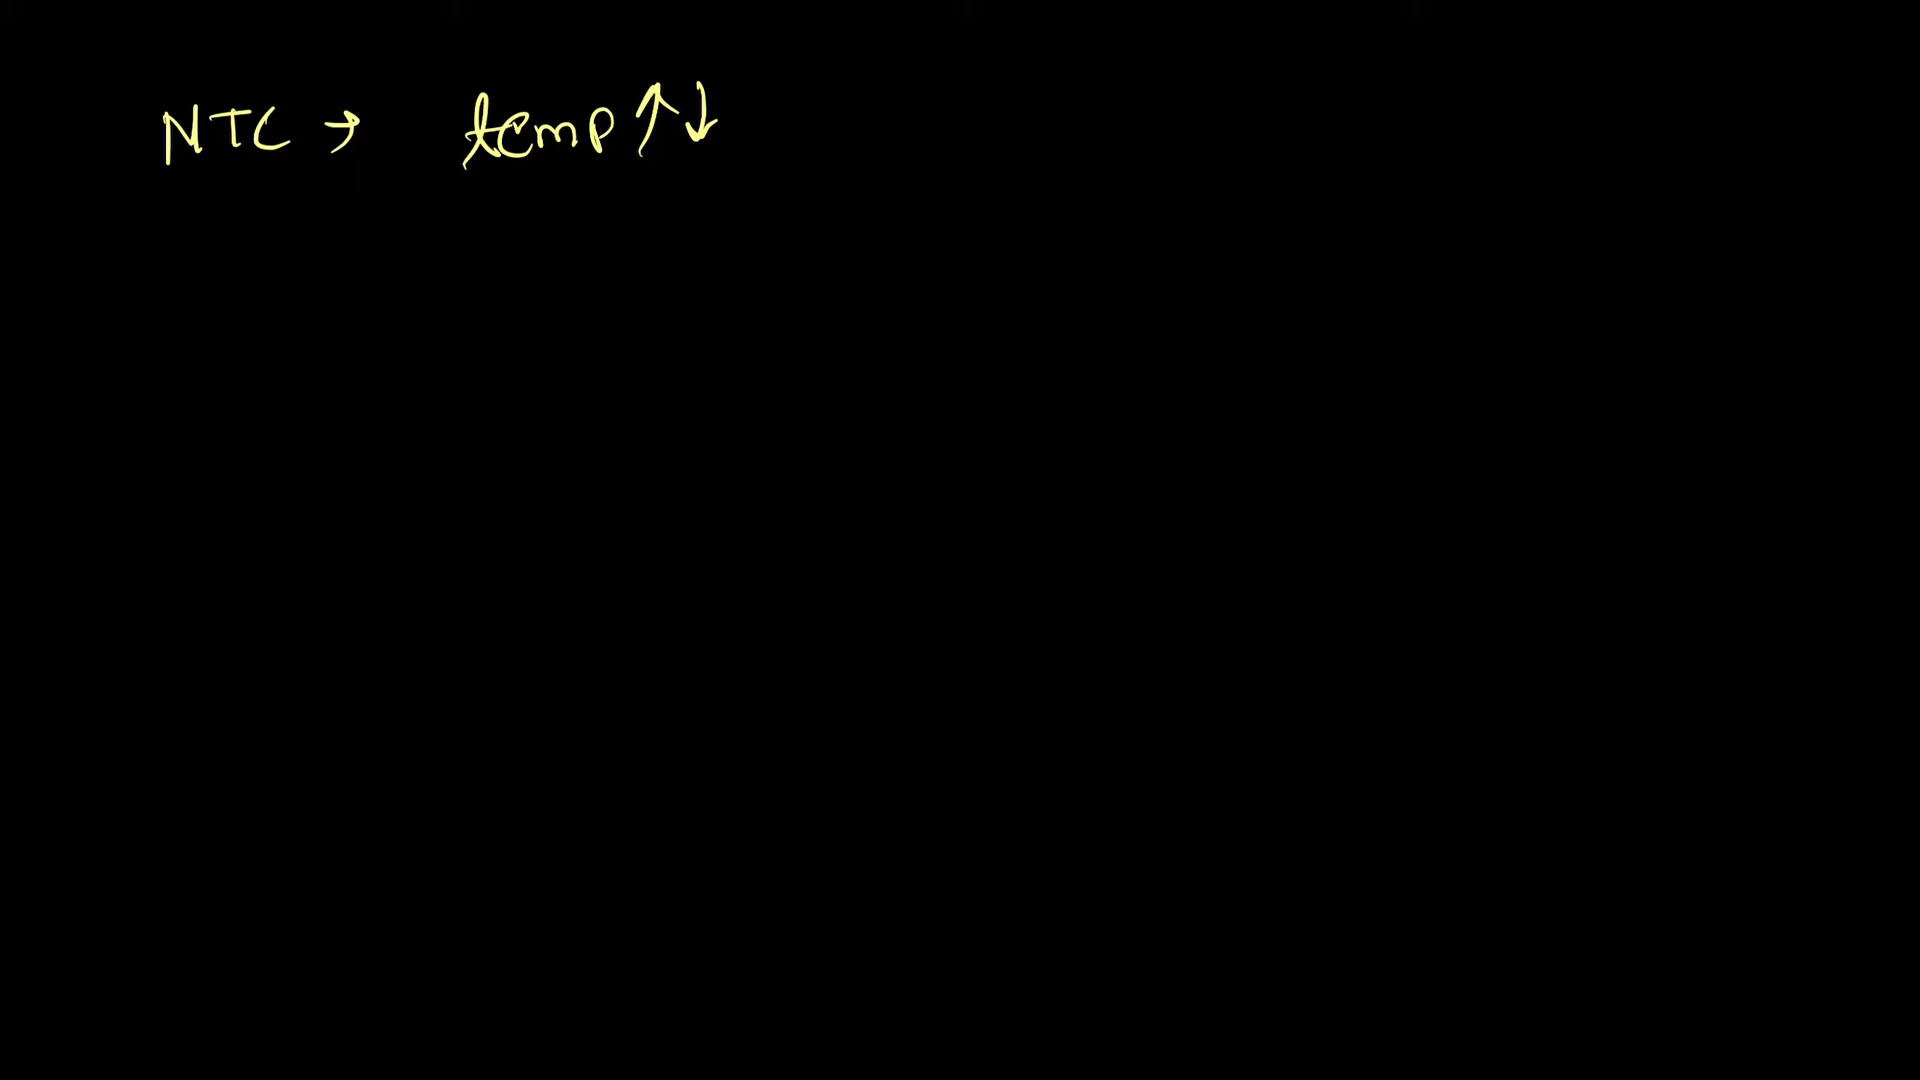 NTC → temp ↑↓